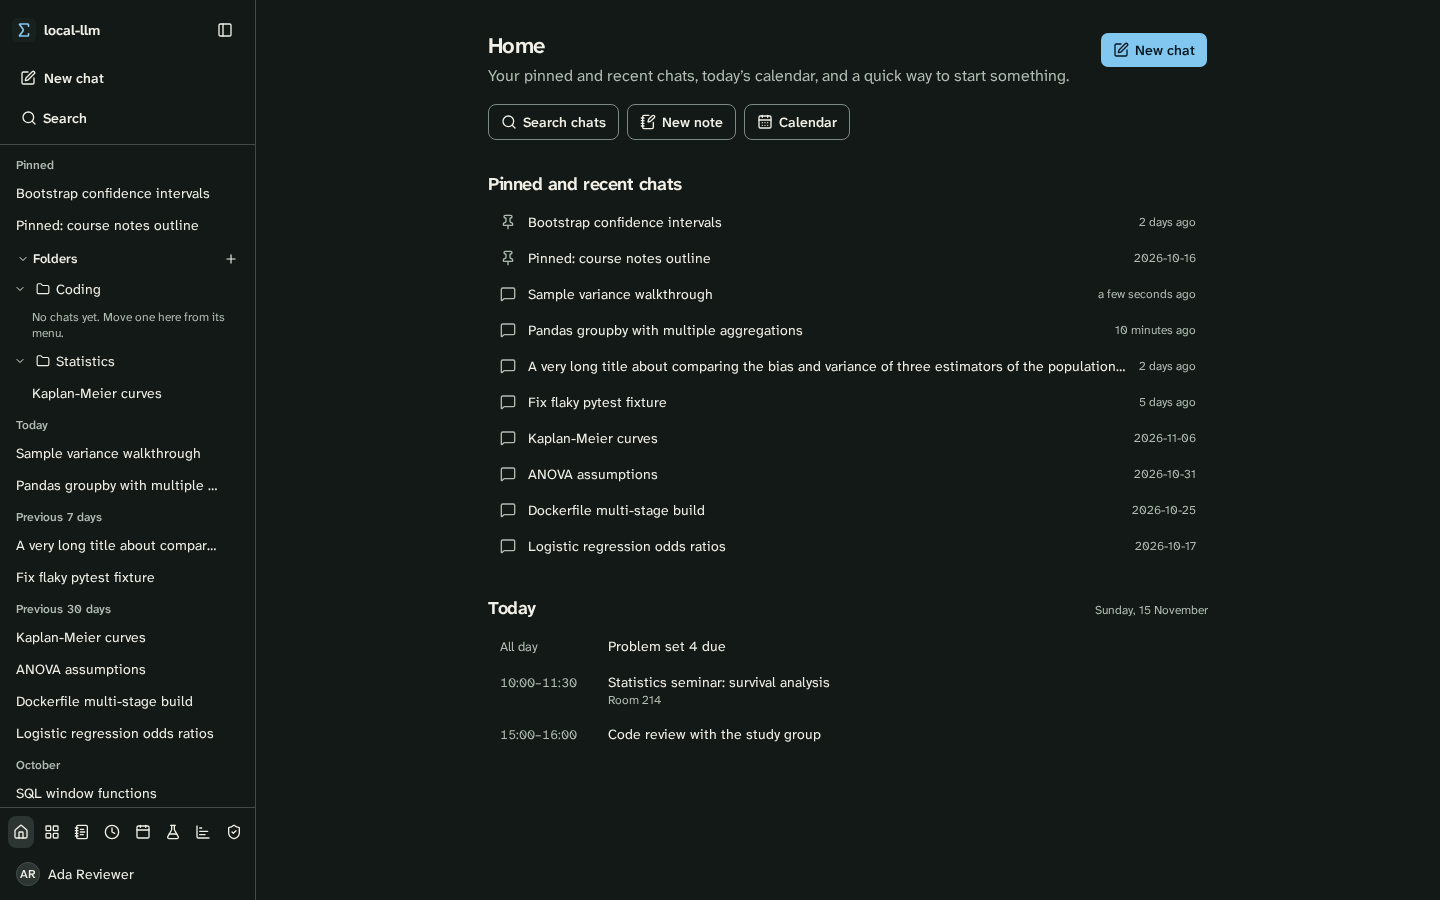 local-llm
New chat
Search
Pinned
Bootstrap confidence intervals
Pinned: course notes outline
Folders
Coding
No chats yet. Move one here from its
menu.
Statistics
Kaplan-Meier curves
Today
Sample variance walkthrough
Pandas groupby with multiple ...
Previous 7 days
A very long title about compar...
Fix flaky pytest fixture
Previous 30 days
Kaplan-Meier curves
ANOVA assumptions
Dockerfile multi-stage build
Logistic regression odds ratios
October
SQL window functions
AR Ada Reviewer
Home
New chat
Your pinned and recent chats, today's calendar, and a quick way to start something.
Search chats New note Calendar
Pinned and recent chats
Bootstrap confidence intervals 2 days ago
Pinned: course notes outline 2026-10-16
Sample variance walkthrough a few seconds ago
Pandas groupby with multiple aggregations 10 minutes ago
A very long title about comparing the bias and variance of three estimators of the population... 2 days ago
Fix flaky pytest fixture 5 days ago
Kaplan-Meier curves 2026-11-06
ANOVA assumptions 2026-10-31
Dockerfile multi-stage build 2026-10-25
Logistic regression odds ratios 2026-10-17
Today Sunday, 15 November
All day Problem set 4 due
10:00–11:30 Statistics seminar: survival analysis
Room 214
15:00–16:00 Code review with the study group